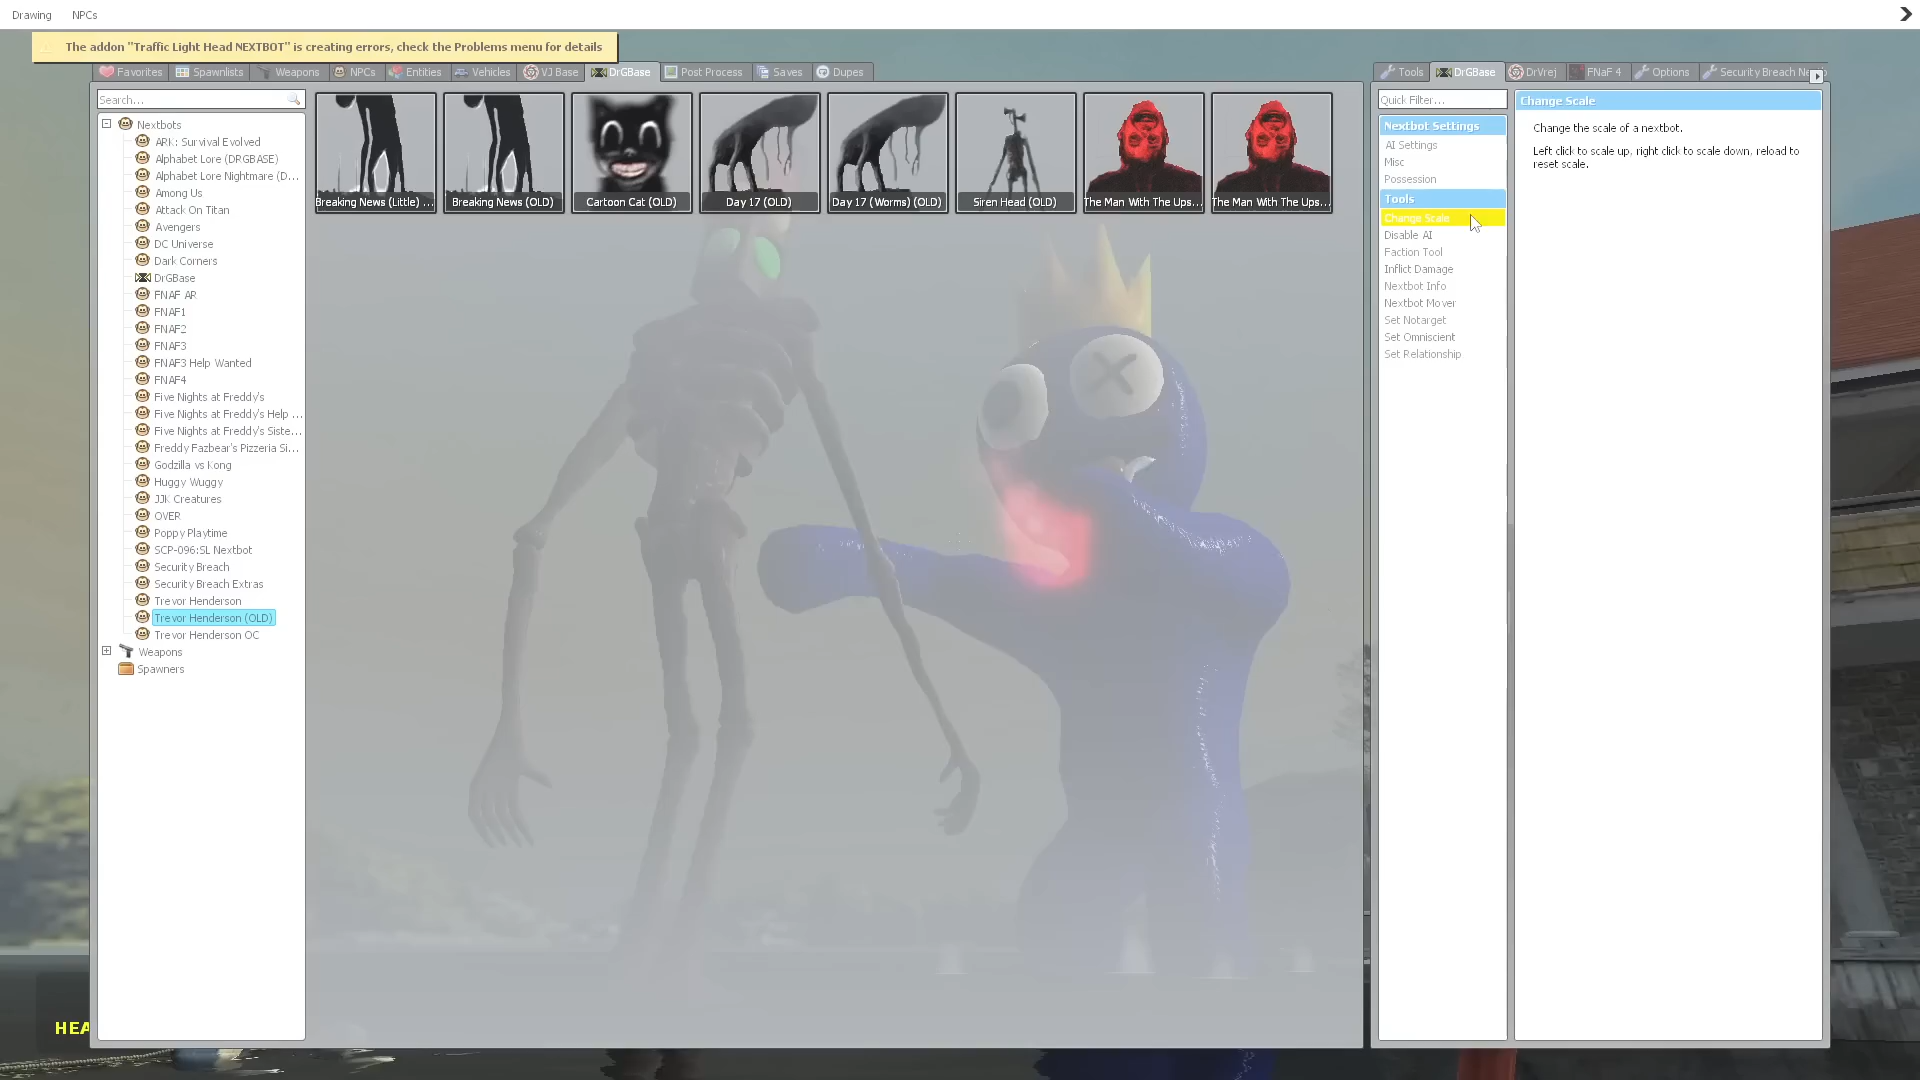 Drawing NPCs
The addon "Traffic Light Head NEXTBOT" is creating errors, check the Problems menu for details
Favorites Spawnlists Weapons NPCs Entities Vehicles VJ Base DrGBase Post Process Saves Dupes
Search...
Nextbots
ARK: Survival Evolved
Alphabet Lore (DRGBASE)
Alphabet Lore Nightmare (D...
Among Us
Attack On Titan
Avengers
DC Universe
Dark Corners
DrGBase
FNAF AR
FNAF1
FNAF2
FNAF3
FNAF3 Help Wanted
FNAF4
Five Nights at Freddy's
Five Nights at Freddy's Help ...
Five Nights at Freddy's Siste...
Freddy Fazbear's Pizzeria Si...
Godzilla vs Kong
Huggy Wuggy
JJK Creatures
OVER
Poppy Playtime
SCP-096:SL Nextbot
Security Breach
Security Breach Extras
Trevor Henderson
Trevor Henderson (OLD)
Trevor Henderson OC
Weapons
Spawners
Breaking News (Little) ...
Breaking News (OLD)
Cartoon Cat (OLD)
Day 17 (OLD)
Day 17 (Worms) (OLD)
Siren Head (OLD)
The Man With The Ups...
The Man With The Ups...
Tools DrGBase DrVrej FNaF 4 Options Security Breach
Quick Filter...
Nextbot Settings
AI Settings
Misc
Possession
Tools
Change Scale
Disable AI
Faction Tool
Inflict Damage
Nextbot Info
Nextbot Mover
Set Notarget
Set Omniscient
Set Relationship
Change Scale
Change the scale of a nextbot.
Left click to scale up, right click to scale down, reload to
reset scale.
HEA